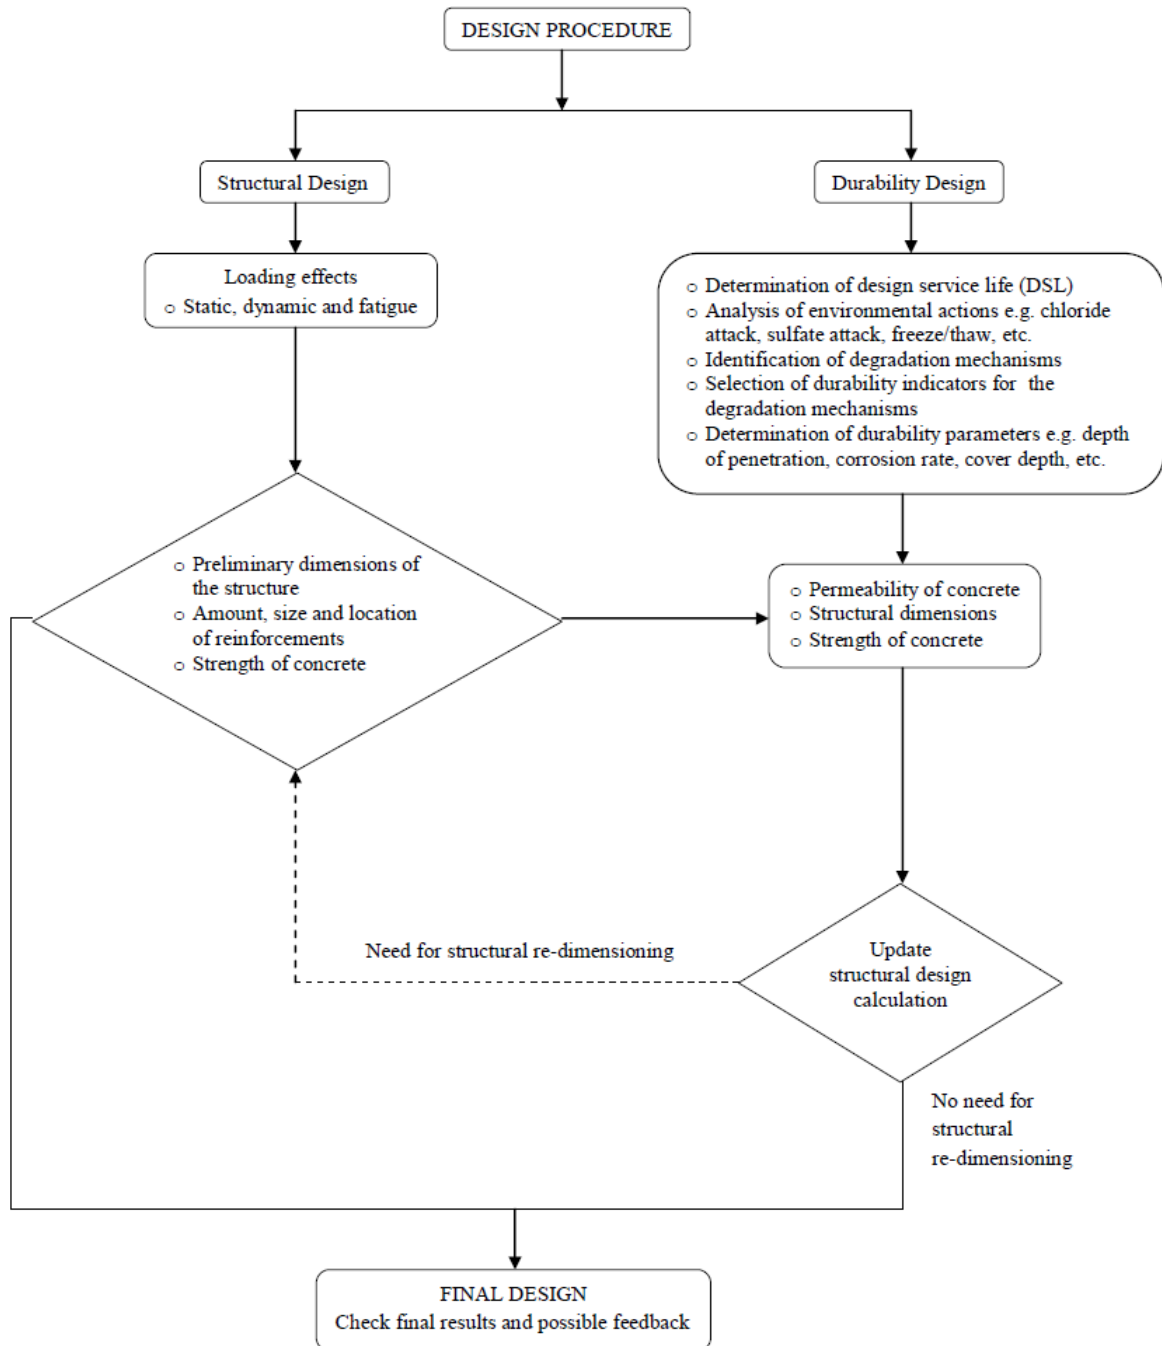 DESIGN PROCEDURE
Structural Design
Durability Design
Loading effects
o Static, dynamic and fatigue
o Determination of design service life (DSL)
o Analysis of environmental actions e.g. chloride
attack, sulfate attack, freeze/thaw, etc.
o Identification of degradation mechanisms
o Selection of durability indicators for the
degradation mechanisms
o Determination of durability parameters e.g. depth
of penetration, corrosion rate, cover depth, etc.
o Preliminary dimensions of
the structure
o Amount, size and location
of reinforcements
o Strength of concrete
o Permeability of concrete
o Structural dimensions
o Strength of concrete
Need for structural re-dimensioning
Update
structural design
calculation
No need for
structural
re-dimensioning
FINAL DESIGN
Check final results and possible feedback